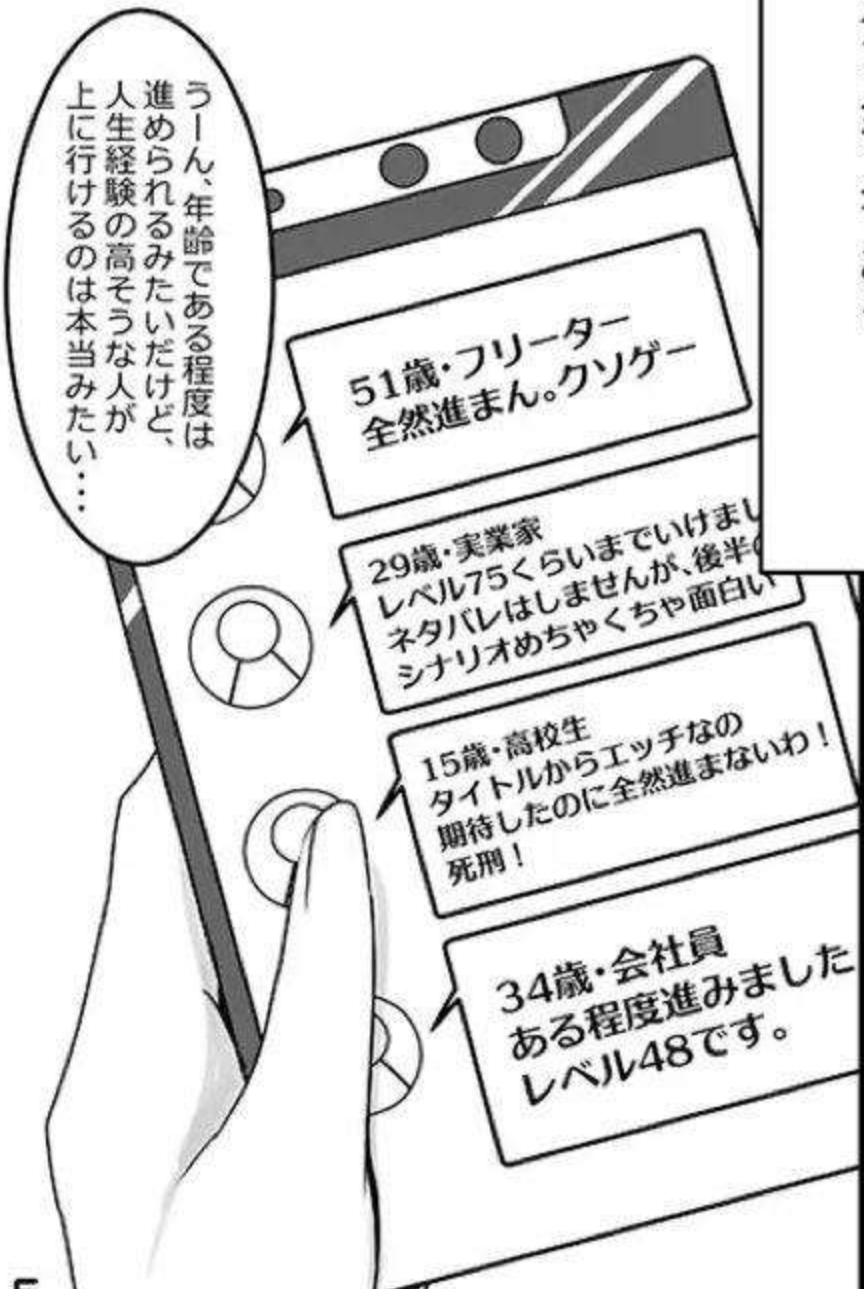 うーん、年齢である程度は
進められるみたいだけど、
人生経験の高そうな人が
上に行けるのは本当みたい…
51歳・フリーター
全然進まん。クソゲー
29歳・実業家
レベル75くらいまでいけまし
ネタバレはしませんが、後半の
シナリオめちゃくちゃ面白い
15歳・高校生
タイトルからエッチなの
期待したのに全然進まないわ!
死刑!
34歳・会社員
ある程度進みました
レベル48です。